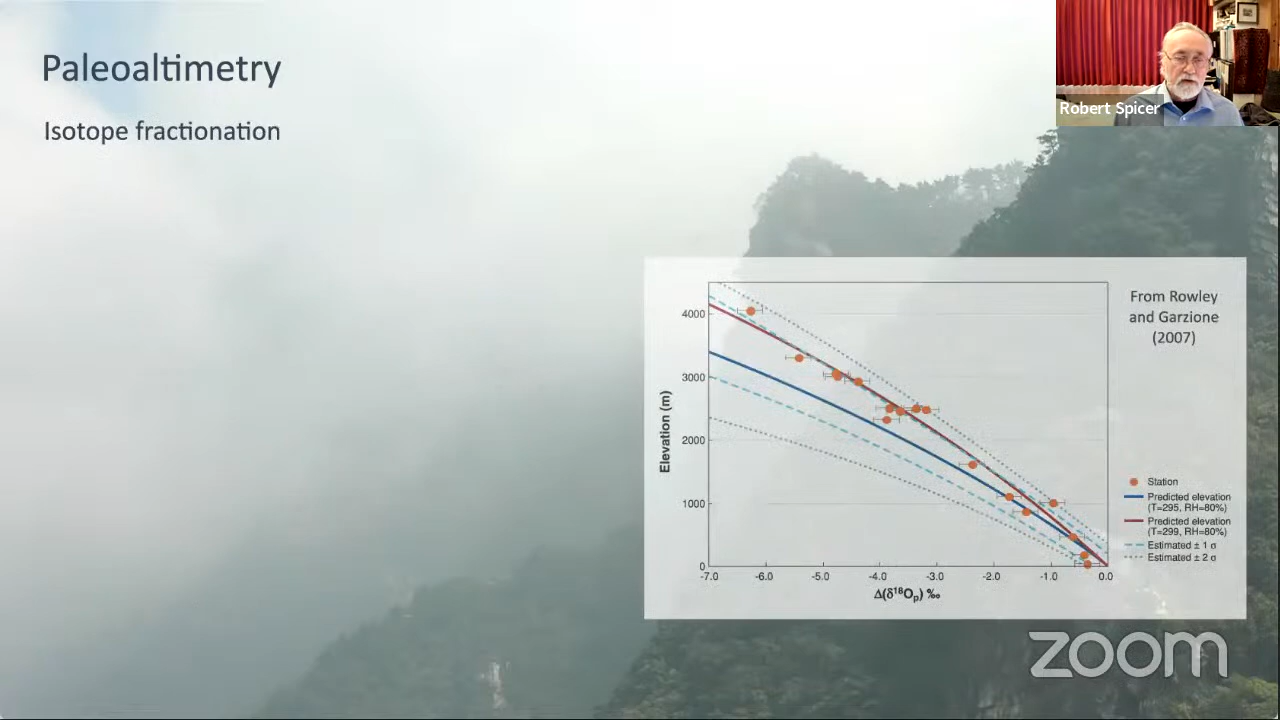 Paleoaltimetry
Isotope fractionation
Robert Spicer
From Rowley
and Garzione
(2007)
4000
3000
2000
1000
0
Elevation (m)
-7.0 -6.0 -5.0 -4.0 -3.0 -2.0 -1.0 0.0
Δ(δ¹⁸Oₚ) ‰
Station
Predicted elevation
(T=295, RH=80%)
Predicted elevation
(T=299, RH=80%)
Estimated ± 1 σ
Estimated ± 2 σ
zoom